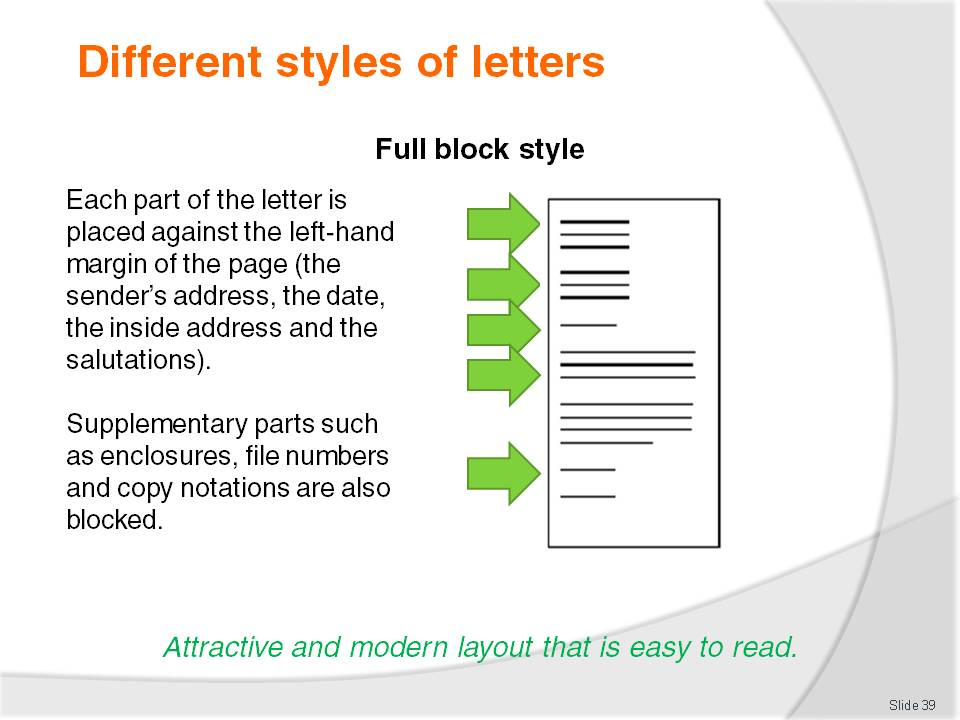 Different styles of letters
Full block style
Each part of the letter is
placed against the left-hand
margin of the page (the
sender’s address, the date,
the inside address and the
salutations).
Supplementary parts such
as enclosures, file numbers
and copy notations are also
blocked.
Attractive and modern layout that is easy to read.
Slide 39